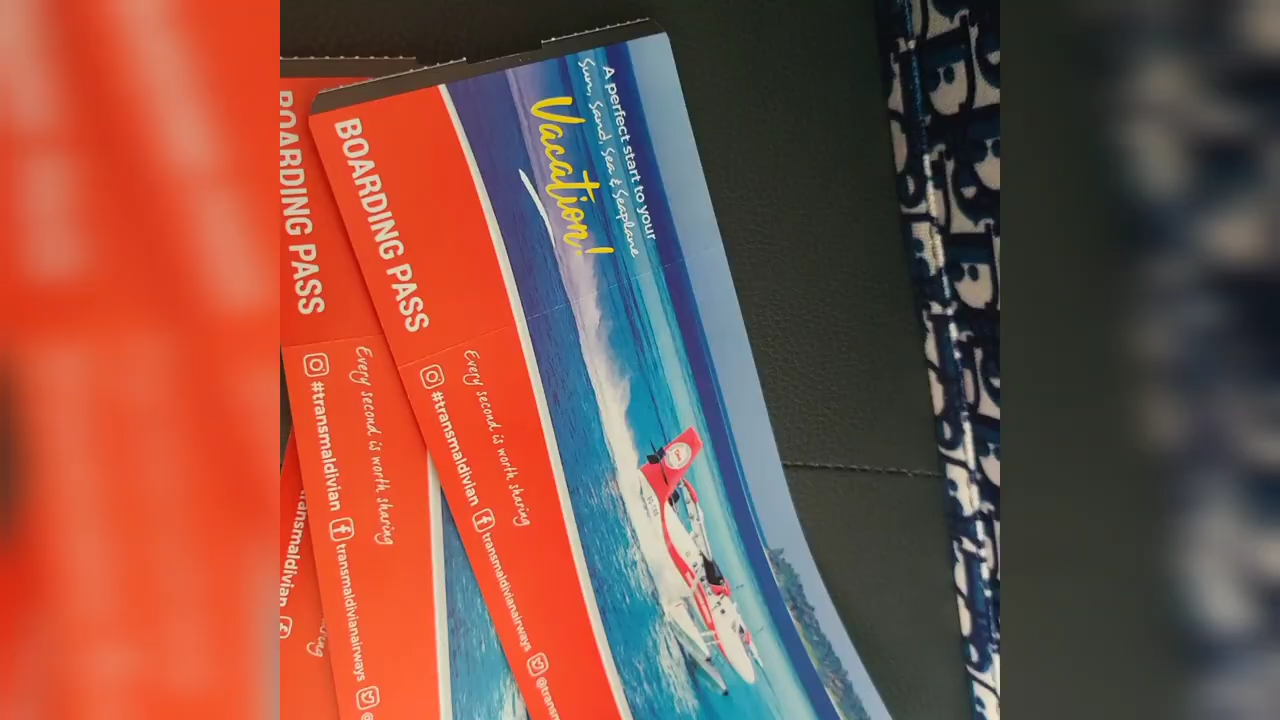 A perfect start to your
Sun, Sand, Sea & Seaplane
Vacation!
BOARDING PASS
Every second is worth sharing
#transmaldivian
transmaldivianairways
BOARDING PASS
Every second is worth sharing
#transmaldivian
transmaldivianairways